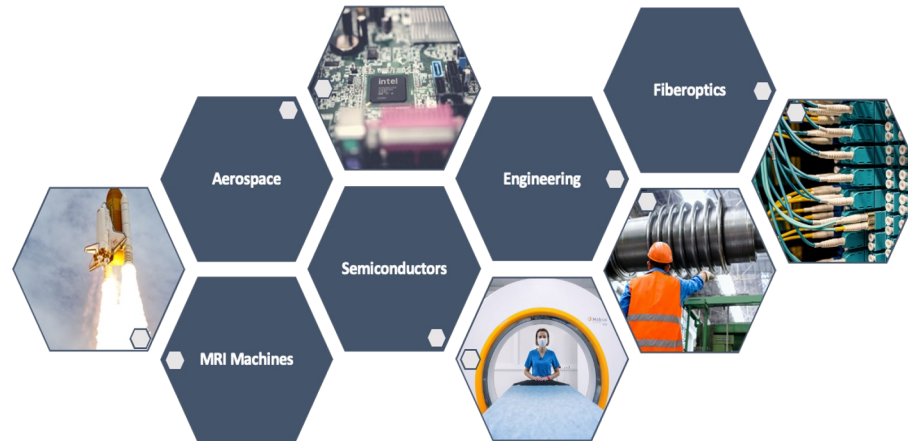 Fiberoptics
intel
Aerospace
Engineering
Semiconductors
MRI Machines